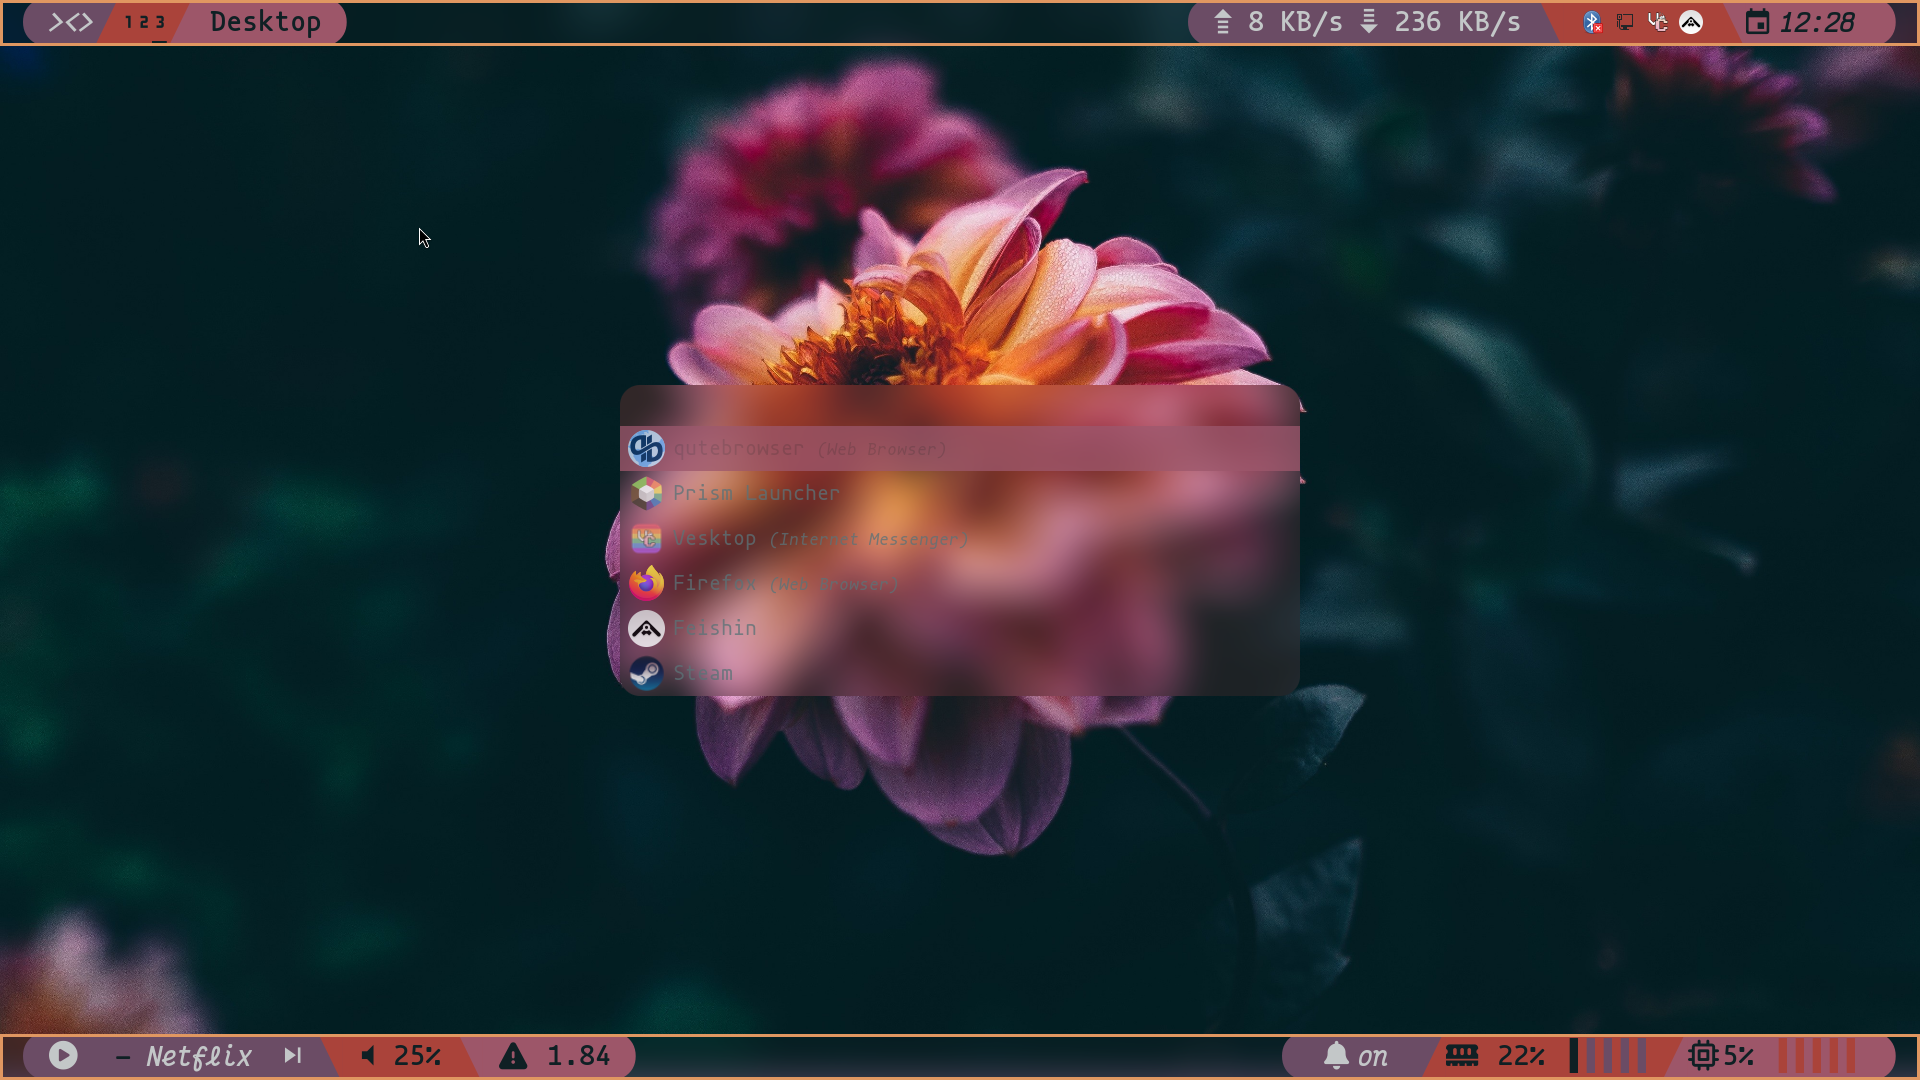 1 2 3 Desktop 8 KB/s 236 KB/s 12:28
qutebrowser (Web Browser)
Prism Launcher
Vesktop (Internet Messenger)
Firefox (Web Browser)
Feishin
Steam
– Netflix 25% 1.84 on 22% 5%